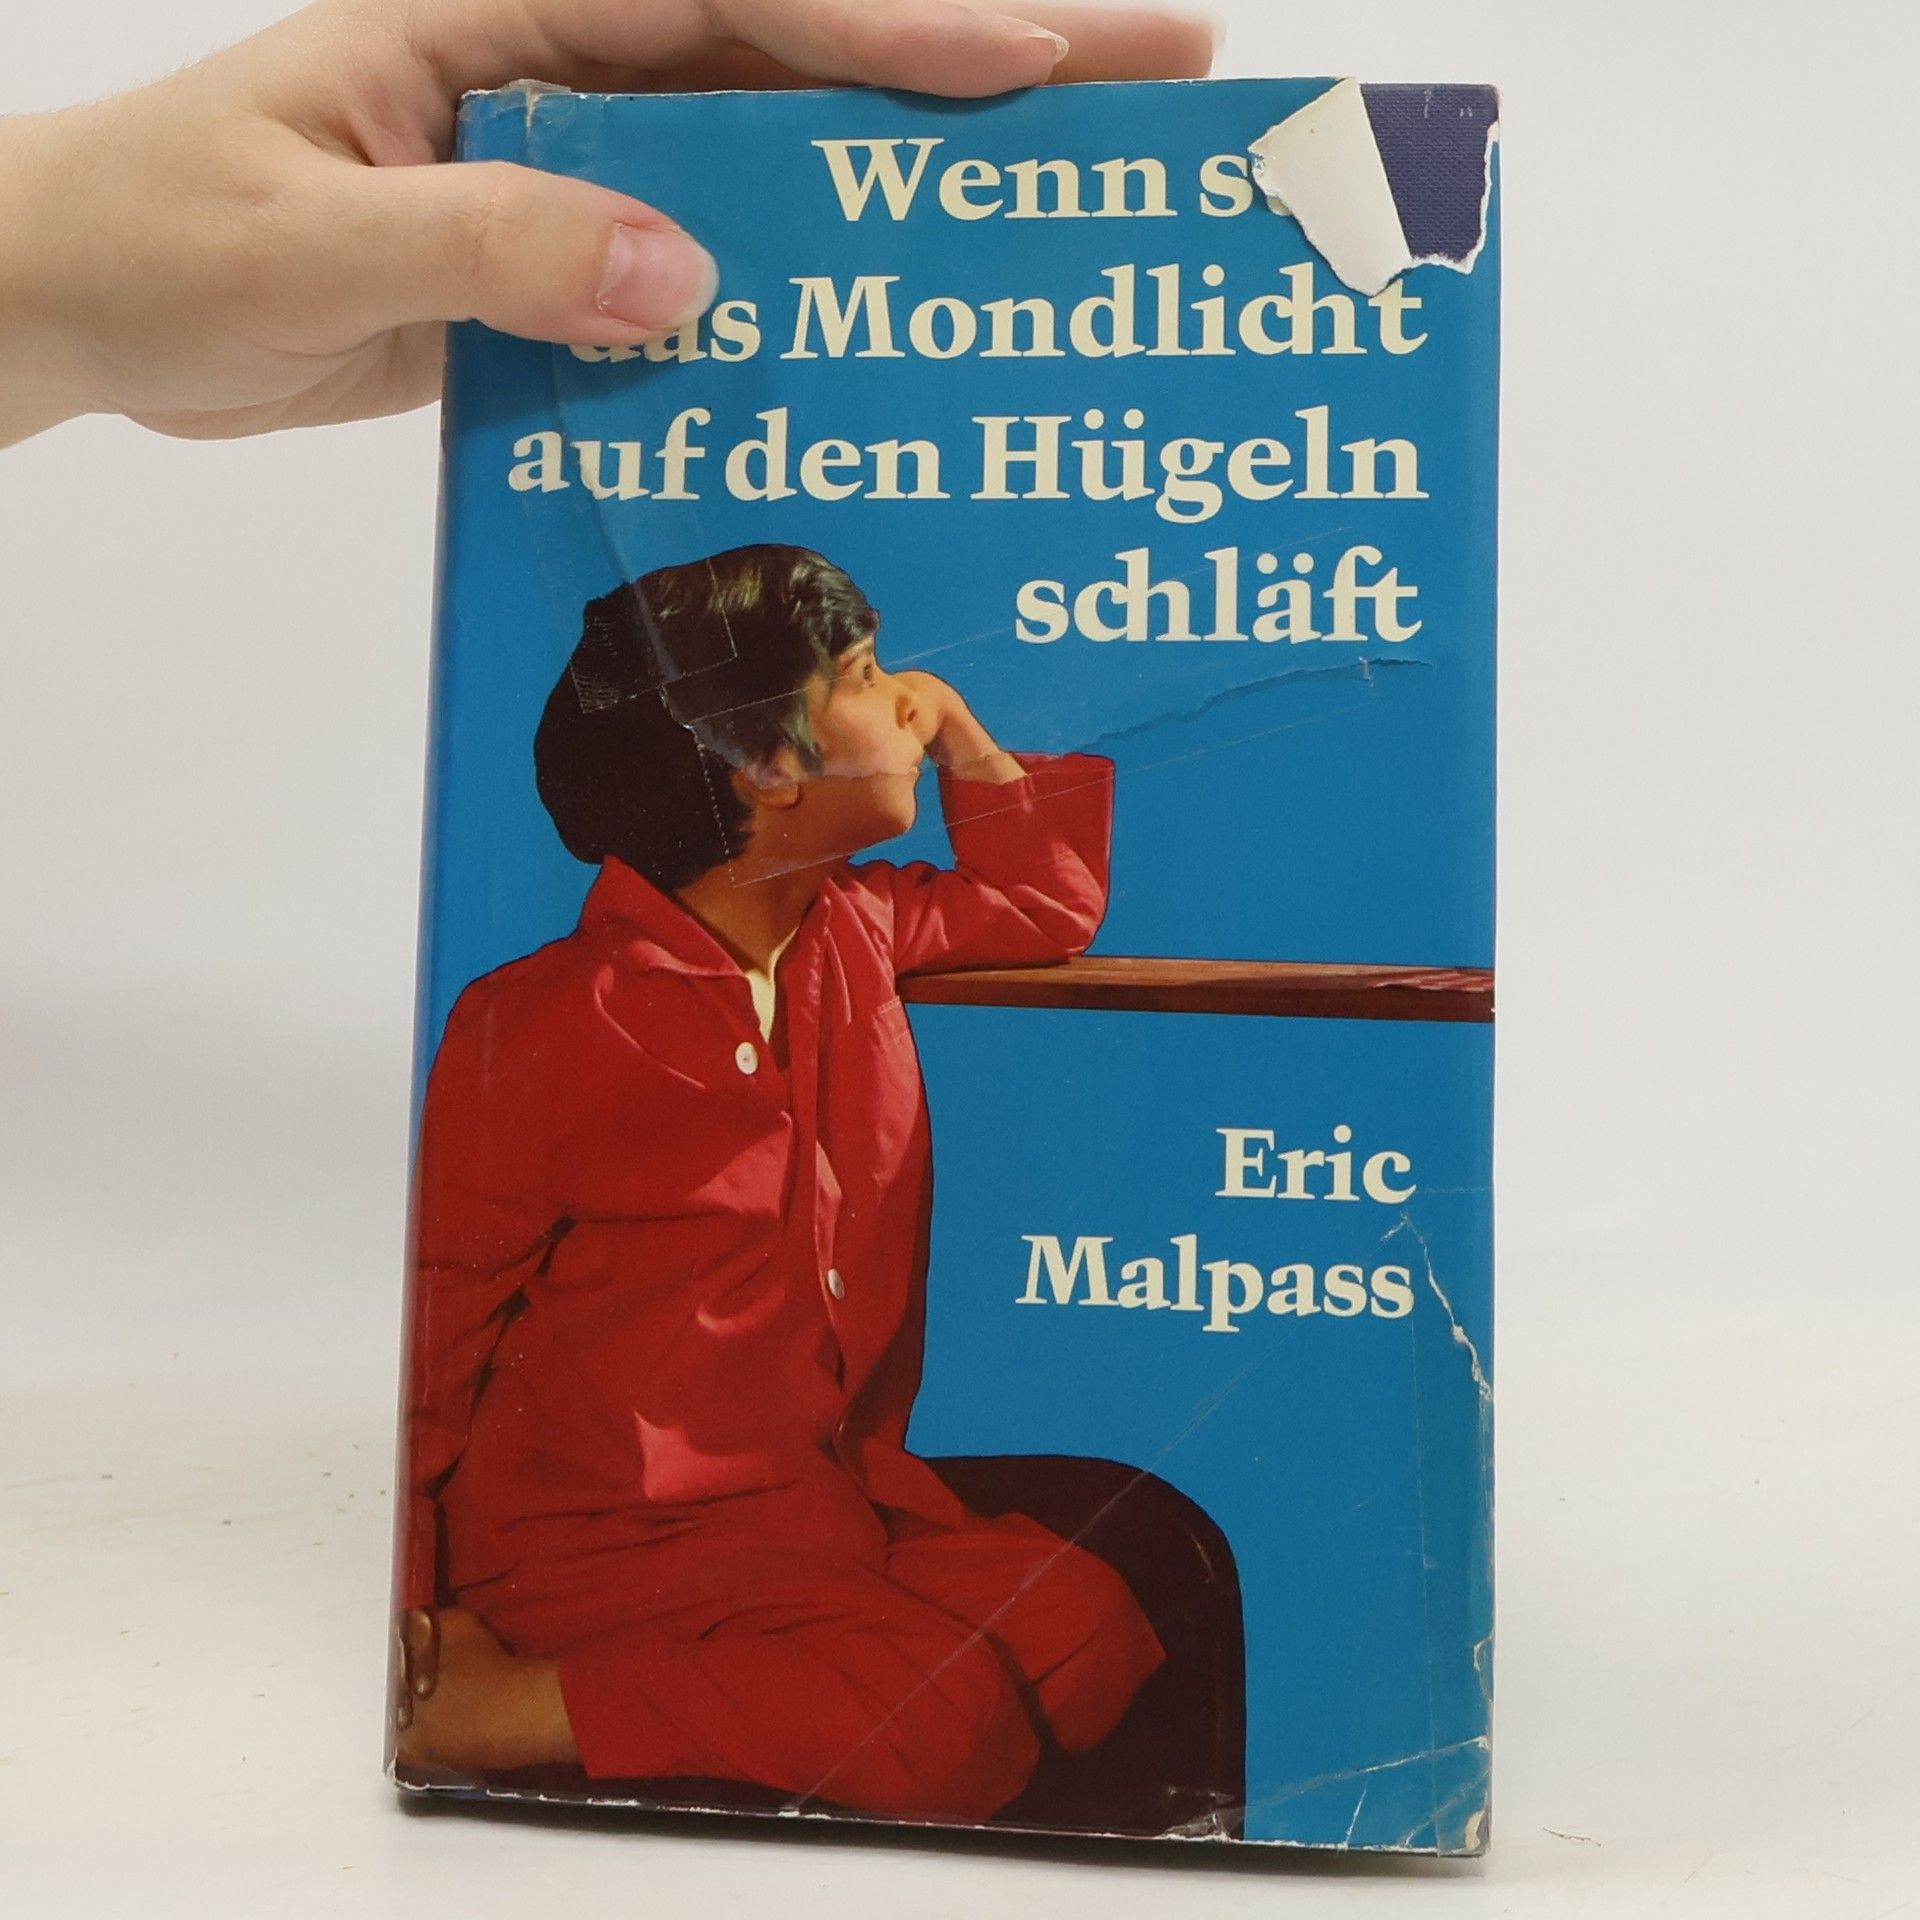 Wenn
das Mondlicht
auf den Hügeln
schläft
Eric
Malpass